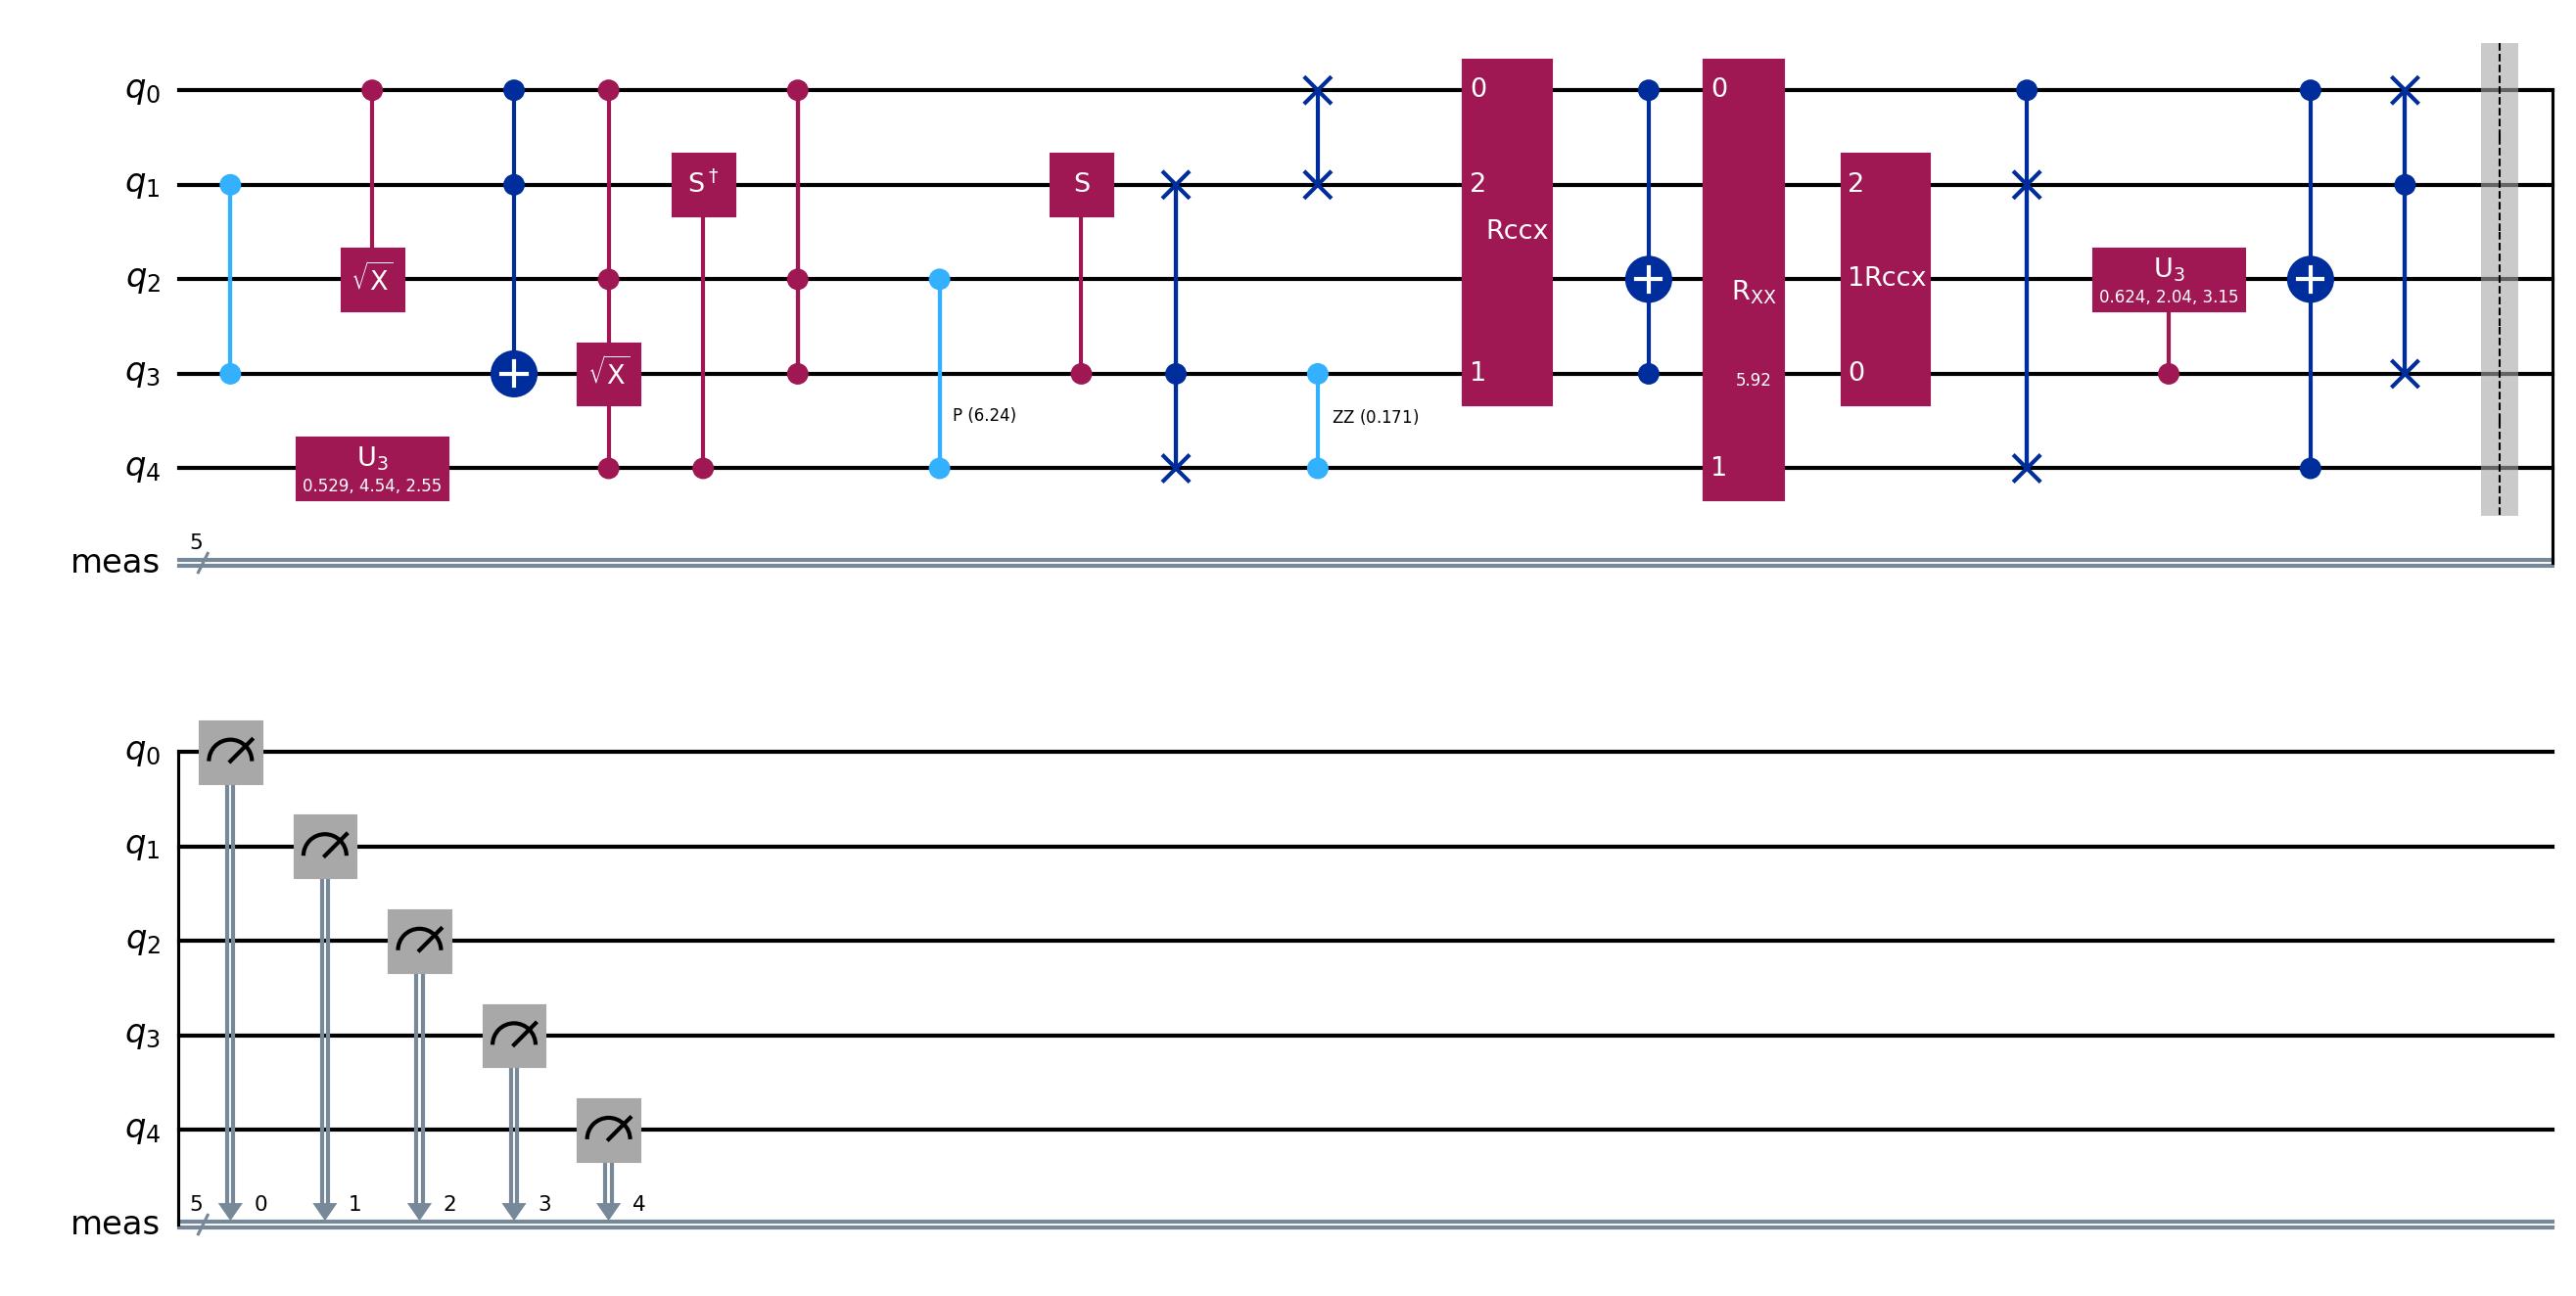 q0
q1
q2
q3
q4
meas
5
U3
0.529, 4.54, 2.55
√X
√X
S†
P (6.24)
S
ZZ (0.171)
0
2
Rccx
1
0
RXX
5.92
1
2
1Rccx
0
U3
0.624, 2.04, 3.15
q0
q1
q2
q3
q4
meas
5
0
1
2
3
4